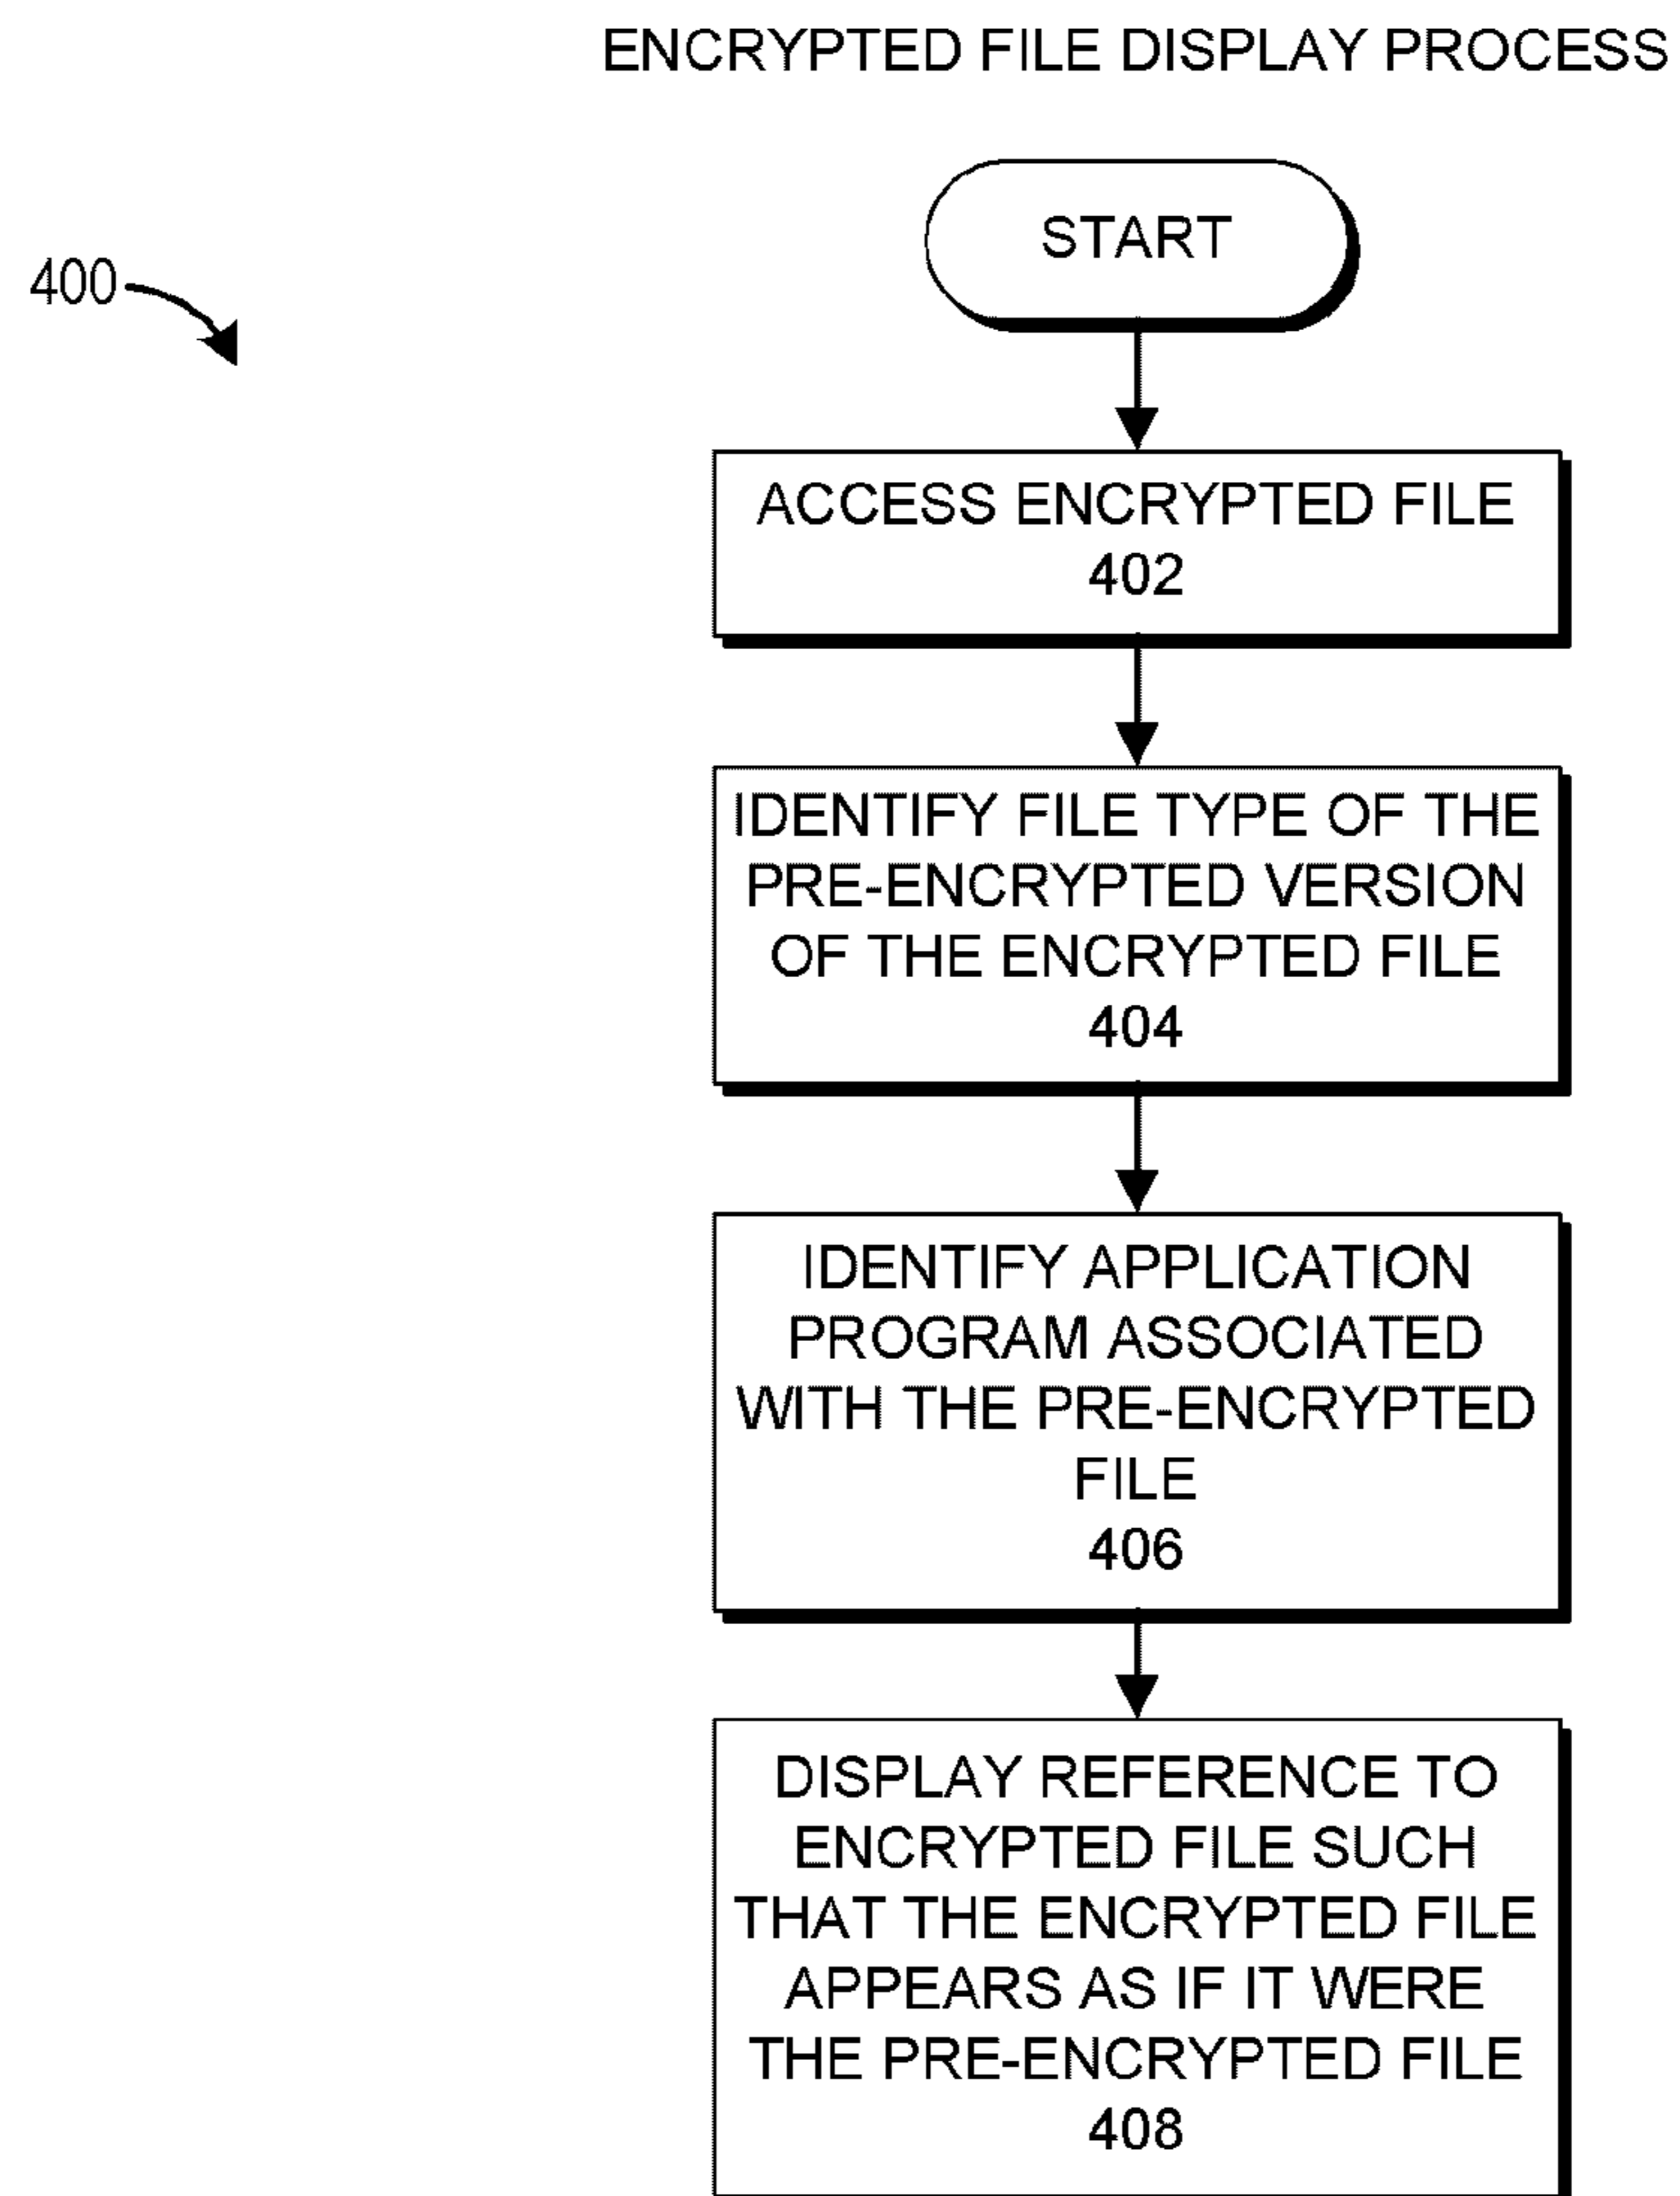 ENCRYPTED FILE DISPLAY PROCESS
START
400
ACCESS ENCRYPTED FILE
402
IDENTIFY FILE TYPE OF THE
PRE-ENCRYPTED VERSION
OF THE ENCRYPTED FILE
404
IDENTIFY APPLICATION
PROGRAM ASSOCIATED
WITH THE PRE-ENCRYPTED
FILE
406
DISPLAY REFERENCE TO
ENCRYPTED FILE SUCH
THAT THE ENCRYPTED FILE
APPEARS AS IF IT WERE
THE PRE-ENCRYPTED FILE
408